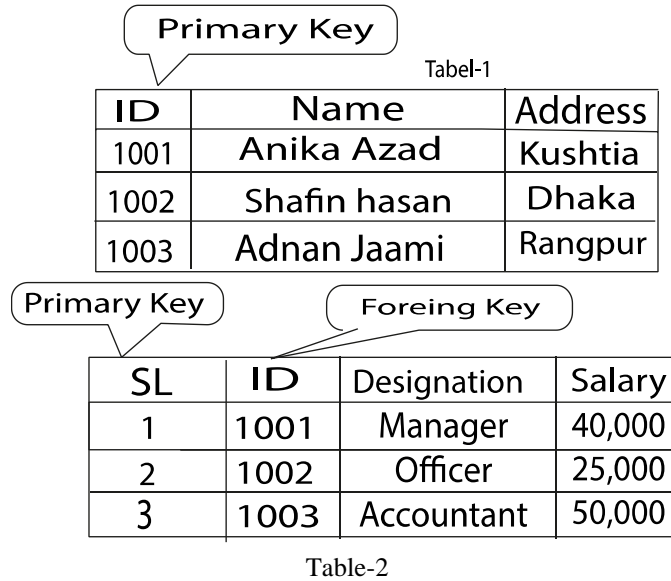 Primary Key
Tabel-1
ID Name Address
1001 Anika Azad Kushtia
1002 Shafin hasan Dhaka
1003 Adnan Jaami Rangpur
Primary Key Foreing Key
SL ID Designation Salary
1 1001 Manager 40,000
2 1002 Officer 25,000
3 1003 Accountant 50,000
Table-2